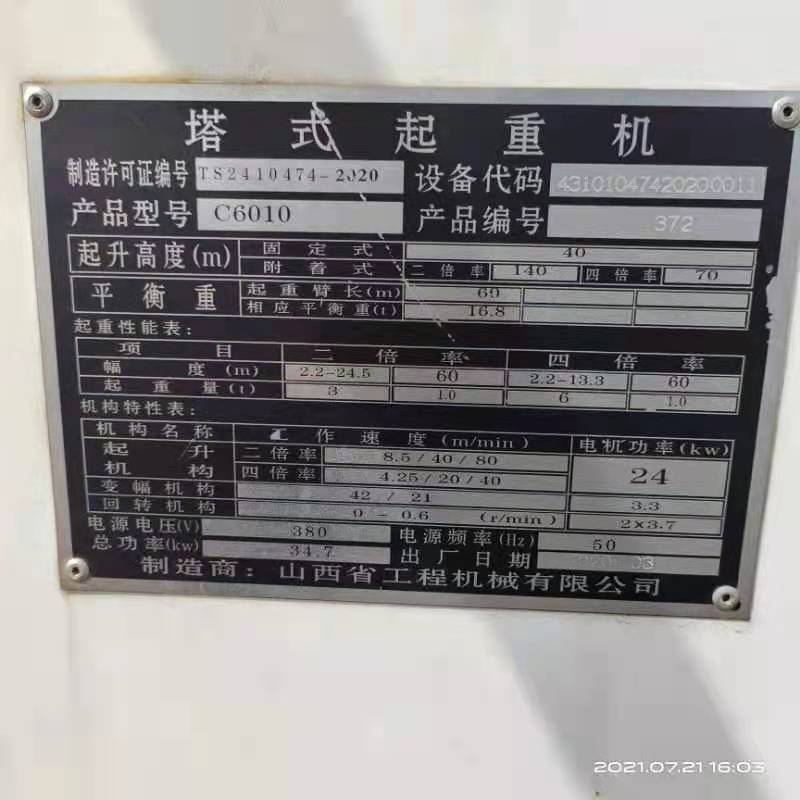 塔式起重机
制造许可证编号 TS2410474-2020 设备代码 43101047420200011
产品型号 C6010 产品编号 372
起升高度(m) 固定式 40
附着式 二倍率 140 四倍率 70
平衡重 起重臂长(m) 60
相应平衡重(t) 16.8
起重性能表:
项目 二倍率 四倍率
幅度(m) 2.2-24.5 60 2.2-13.3 60
起重量(t) 3 1.0 6 1.0
机构特性表:
机构名称 工作速度(m/min) 电机功率(kw)
起升机构 二倍率 8.5/40/80 24
四倍率 4.25/20/40
变幅机构 42/21 3.3
回转机构 0-0.6 (r/min) 2×3.7
电源电压(V) 380 电源频率(Hz) 50
总功率(kw) 34.7 出厂日期 03
制造商:山西省工程机械有限公司
2021.07.21 16:03